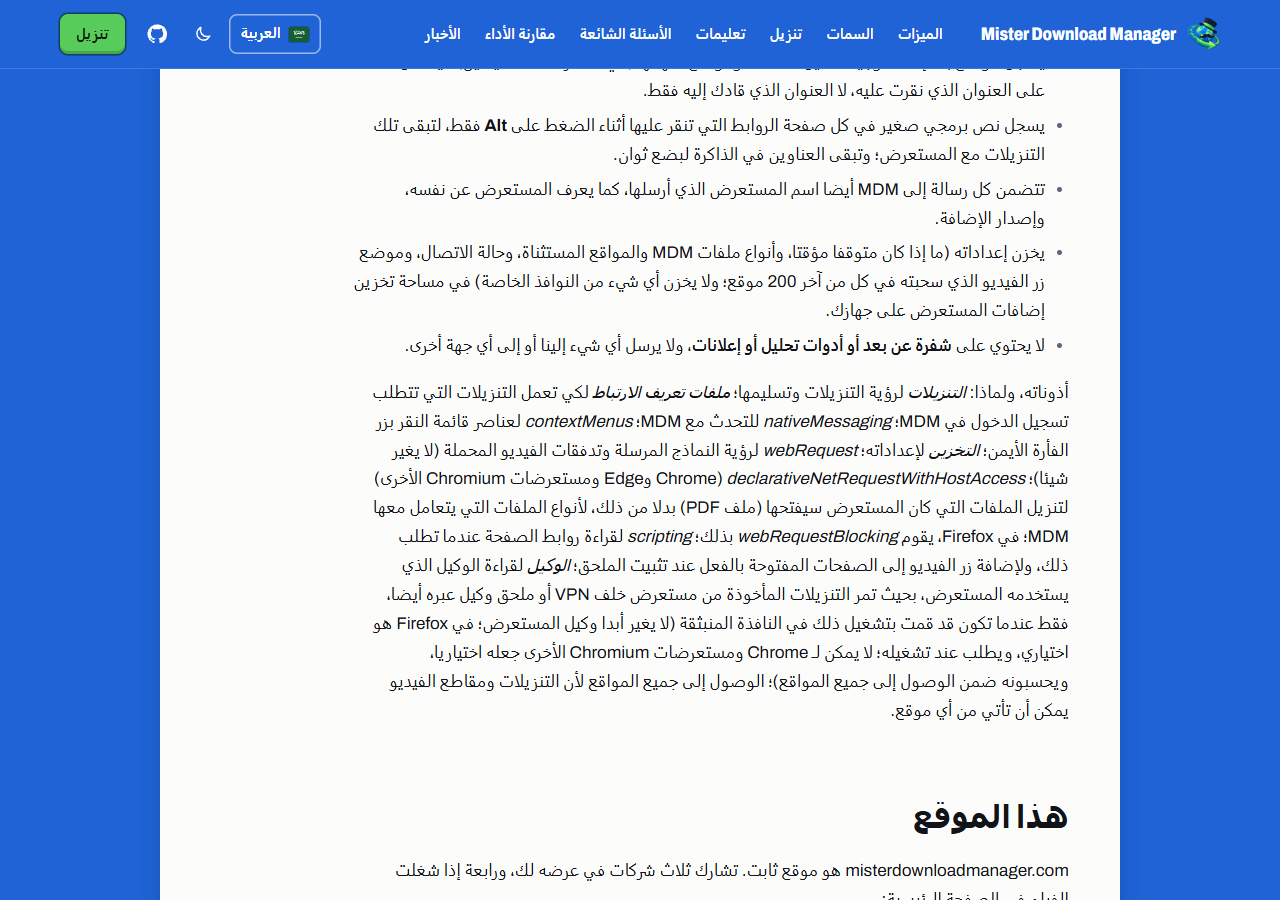 Mister Download Manager
الميزات
السمات
تنزيل
تعليمات
الأسئلة الشائعة
مقارنة الأداء
الأخبار
العربية
تنزيل
على العنوان الذي نقرت عليه، لا العنوان الذي قادك إليه فقط.
يسجل نص برمجي صغير في كل صفحة الروابط التي تنقر عليها أثناء الضغط على Alt فقط، لتبقى تلك
التنزيلات مع المستعرض؛ وتبقى العناوين في الذاكرة لبضع ثوان.
تتضمن كل رسالة إلى MDM أيضا اسم المستعرض الذي أرسلها، كما يعرف المستعرض عن نفسه،
وإصدار الإضافة.
يخزن إعداداته (ما إذا كان متوقفا مؤقتا، وأنواع ملفات MDM والمواقع المستثناة، وحالة الاتصال، وموضع
زر الفيديو الذي سحبته في كل من آخر 200 موقع؛ ولا يخزن أي شيء من النوافذ الخاصة) في مساحة تخزين
إضافات المستعرض على جهازك.
لا يحتوي على شفرة عن بعد أو أدوات تحليل أو إعلانات، ولا يرسل أي شيء إلينا أو إلى أي جهة أخرى.
أذوناته، ولماذا: التنزيلات لرؤية التنزيلات وتسليمها؛ ملفات تعريف الارتباط لكي تعمل التنزيلات التي تتطلب
تسجيل الدخول في MDM؛ nativeMessaging للتحدث مع MDM؛ contextMenus لعناصر قائمة النقر بزر
الفأرة الأيمن؛ التخزين لإعداداته؛ webRequest لرؤية النماذج المرسلة وتدفقات الفيديو المحملة (لا يغير
شيئا)؛ declarativeNetRequestWithHostAccess (Chrome وEdge ومستعرضات Chromium الأخرى)
لتنزيل الملفات التي كان المستعرض سيفتحها (ملف PDF) بدلا من ذلك، لأنواع الملفات التي يتعامل معها
MDM؛ في Firefox، يقوم webRequestBlocking بذلك؛ scripting لقراءة روابط الصفحة عندما تطلب
ذلك، ولإضافة زر الفيديو إلى الصفحات المفتوحة بالفعل عند تثبيت الملحق؛ الوكيل لقراءة الوكيل الذي
يستخدمه المستعرض، بحيث تمر التنزيلات المأخوذة من مستعرض خلف VPN أو ملحق وكيل عبره أيضا،
فقط عندما تكون قد قمت بتشغيل ذلك في النافذة المنبثقة (لا يغير أبدا وكيل المستعرض؛ في Firefox هو
اختياري، ويطلب عند تشغيله؛ لا يمكن لـ Chrome ومستعرضات Chromium الأخرى جعله اختياريا،
ويحسبونه ضمن الوصول إلى جميع المواقع)؛ الوصول إلى جميع المواقع لأن التنزيلات ومقاطع الفيديو
يمكن أن تأتي من أي موقع.
هذا الموقع
misterdownloadmanager.com هو موقع ثابت. تشارك ثلاث شركات في عرضه لك، ورابعة إذا شغلت